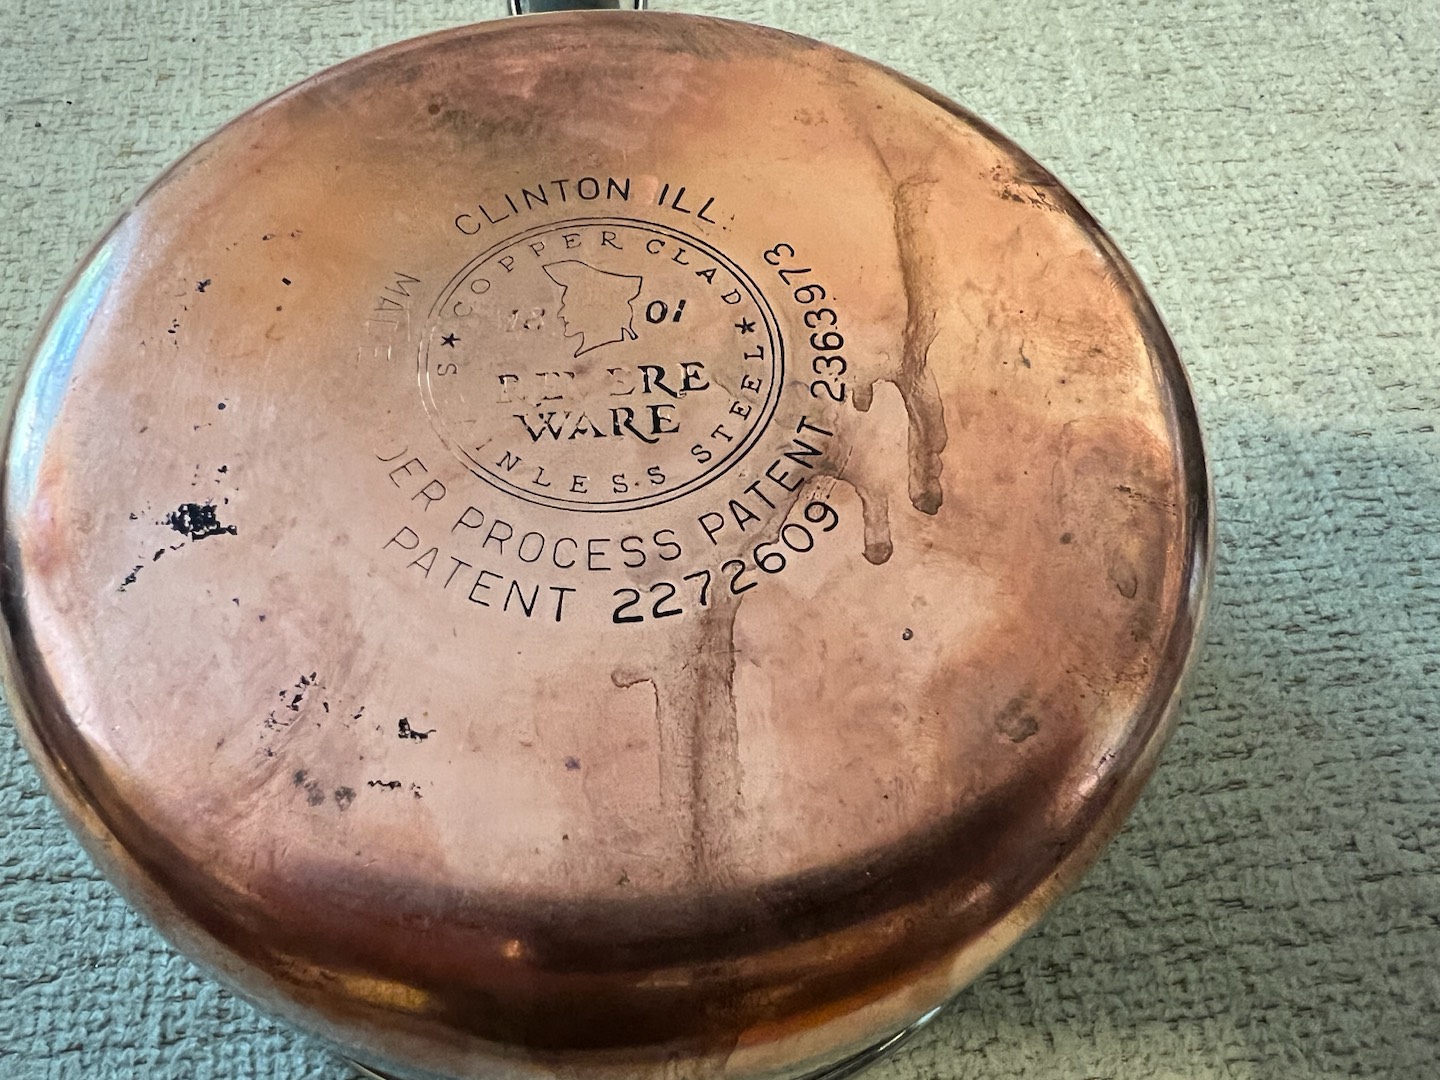 CLINTON ILL.
COPPER CLAD
01
WARE
STEEL
PROCESS PATENT 2363973
PATENT 2272609